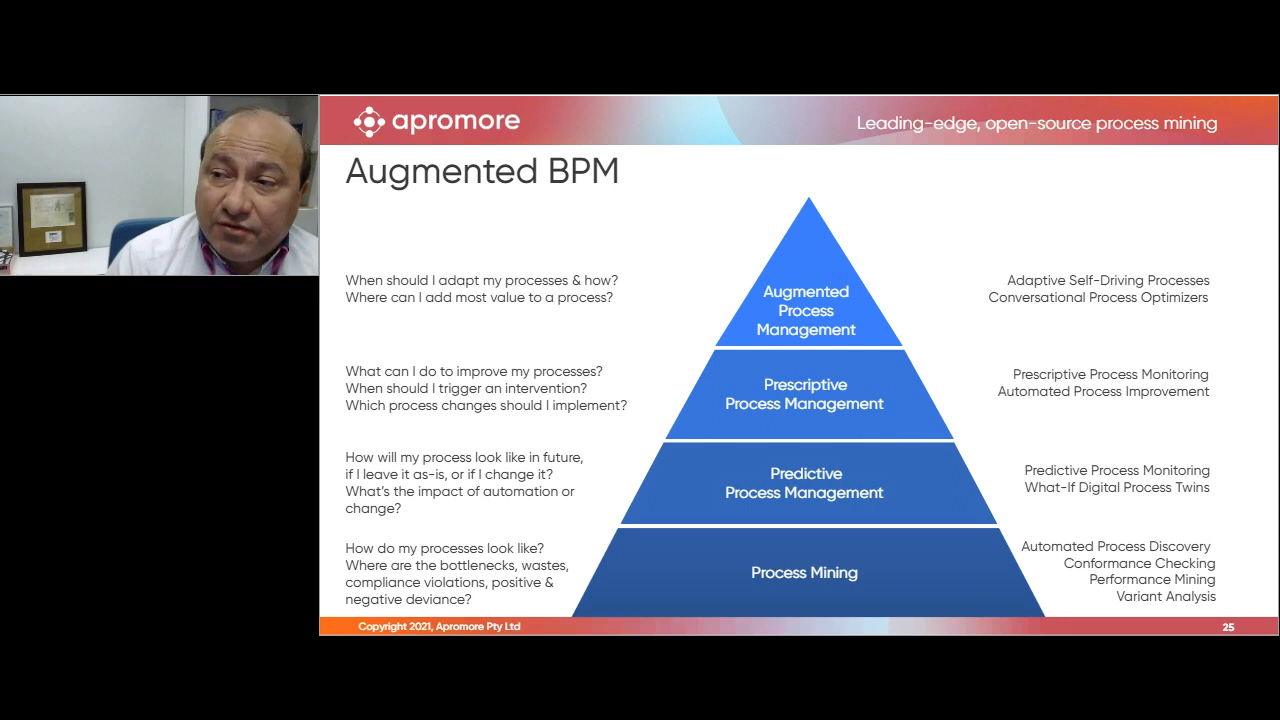 apromore
Leading-edge, open-source process mining
Augmented BPM
When should I adapt my processes & how?
Where can I add most value to a process?
Augmented
Process
Management
Adaptive Self-Driving Processes
Conversational Process Optimizers
What can I do to improve my processes?
When should I trigger an intervention?
Which process changes should I implement?
Prescriptive
Process Management
Prescriptive Process Monitoring
Automated Process Improvement
How will my process look like in future,
if I leave it as-is, or if I change it?
What's the impact of automation or
change?
Predictive
Process Management
Predictive Process Monitoring
What-If Digital Process Twins
How do my processes look like?
Where are the bottlenecks, wastes,
compliance violations, positive &
negative deviance?
Process Mining
Automated Process Discovery
Conformance Checking
Performance Mining
Variant Analysis
Copyright 2021, Apromore Pty Ltd
25